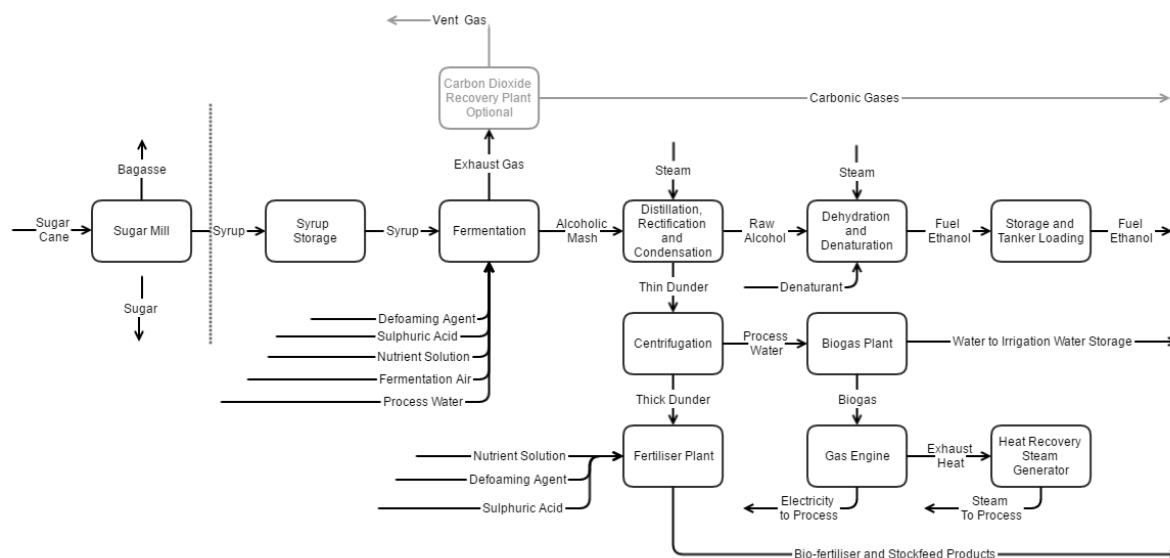 Vent Gas
Carbon Dioxide
Recovery Plant
Optional
Carbonic Gases
Bagasse
Exhaust Gas
Steam
Steam
Sugar
Cane
Sugar Mill
Syrup
Syrup
Storage
Syrup
Fermentation
Alcoholic
Mash
Distillation,
Rectification
and
Condensation
Raw
Alcohol
Dehydration
and
Denaturation
Fuel
Ethanol
Storage and
Tanker Loading
Fuel
Ethanol
Sugar
Thin Dunder
Denaturant
Defoaming Agent
Sulphuric Acid
Nutrient Solution
Fermentation Air
Process Water
Centrifugation
Process
Water
Biogas Plant
Water to Irrigation Water Storage
Thick Dunder
Biogas
Nutrient Solution
Defoaming Agent
Sulphuric Acid
Fertiliser Plant
Gas Engine
Exhaust
Heat
Heat Recovery
Steam
Generator
Electricity
to Process
Steam
To Process
Bio-fertiliser and Stockfeed Products